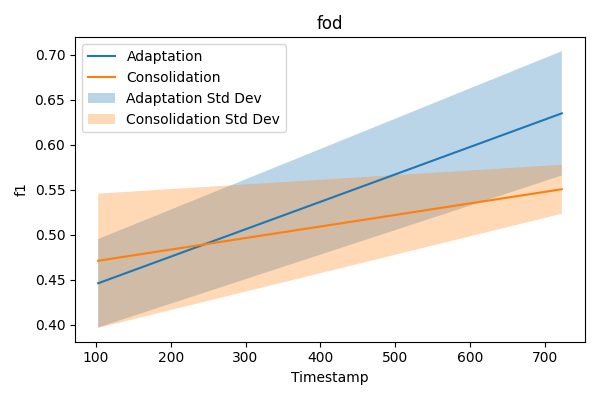 fod
Adaptation
Consolidation
Adaptation Std Dev
Consolidation Std Dev
f1
0.70
0.65
0.60
0.55
0.50
0.45
0.40
100 200 300 400 500 600 700
Timestamp